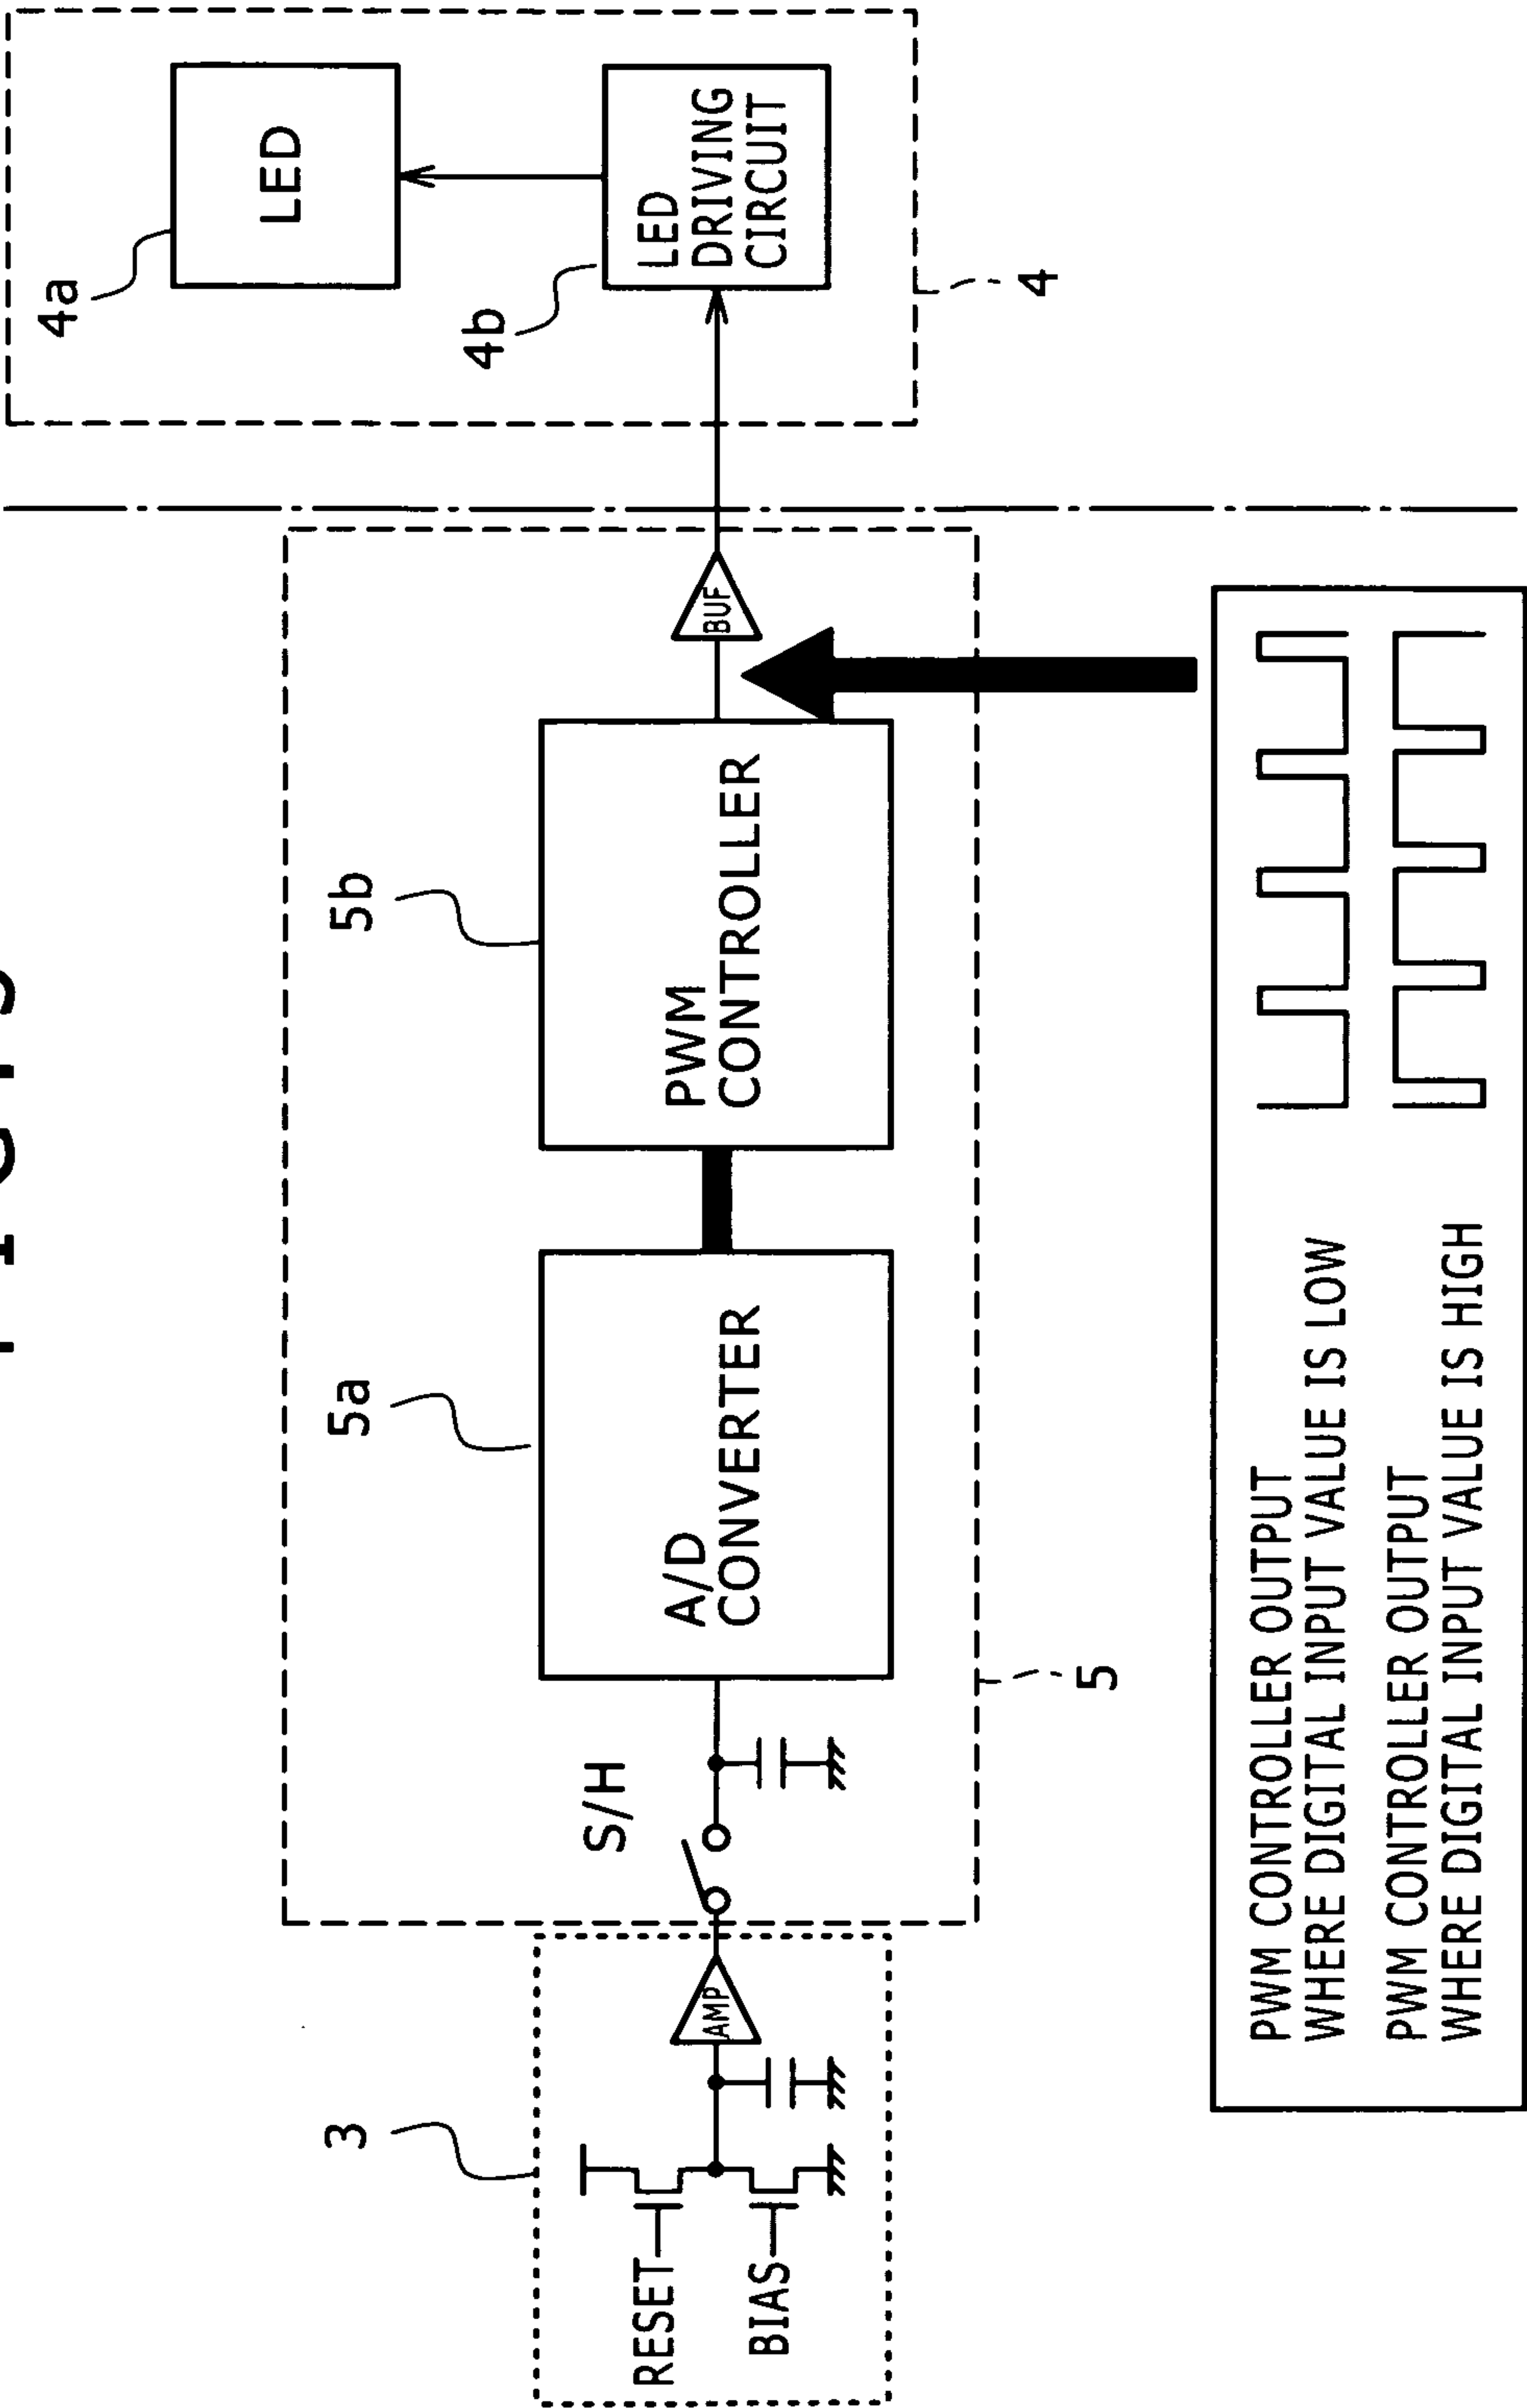 3
RESET
BIAS
AMP
S/H
5a
A/D
CONVERTER
5b
PWM
CONTROLLER
BUF
5
4a
LED
4b
LED
DRIVING
CIRCUIT
4
PWM CONTROLLER OUTPUT
WHERE DIGITAL INPUT VALUE IS LOW
PWM CONTROLLER OUTPUT
WHERE DIGITAL INPUT VALUE IS HIGH